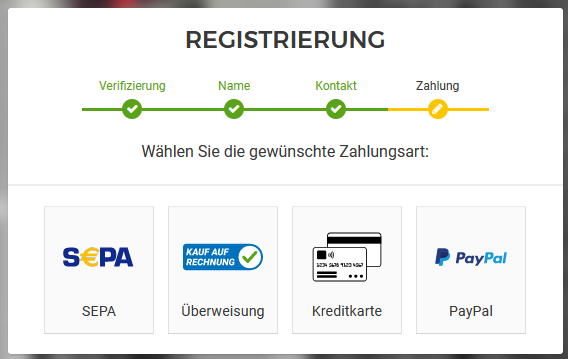 REGISTRIERUNG
Verifizierung Name Kontakt Zahlung
Wählen Sie die gewünschte Zahlungsart:
S€PA
KAUF AUF
RECHNUNG
1234 5678 9123 4567
PayPal
SEPA Überweisung Kreditkarte PayPal